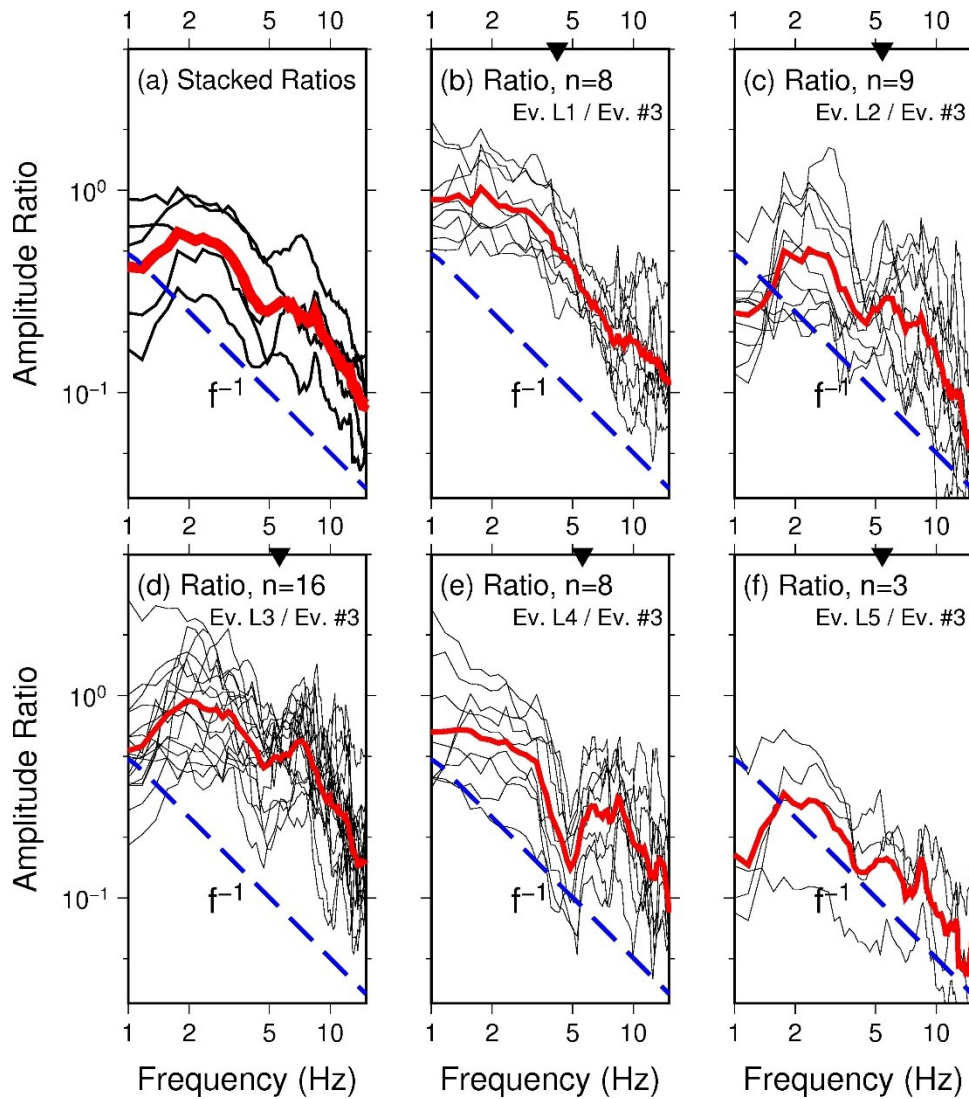 1 2 5 10 1 2 5 10 1 2 5 10
(a) Stacked Ratios
(b) Ratio, n=8
Ev. L1 / Ev. #3
(c) Ratio, n=9
Ev. L2 / Ev. #3
Amplitude Ratio
10⁰
10⁻¹
f⁻¹
f⁻¹
f⁻¹
1 2 5 10 1 2 5 10 1 2 5 10
(d) Ratio, n=16
Ev. L3 / Ev. #3
(e) Ratio, n=8
Ev. L4 / Ev. #3
(f) Ratio, n=3
Ev. L5 / Ev. #3
Amplitude Ratio
10⁰
10⁻¹
f⁻¹
f⁻¹
f⁻¹
1 2 5 10 1 2 5 10 1 2 5 10
Frequency (Hz) Frequency (Hz) Frequency (Hz)